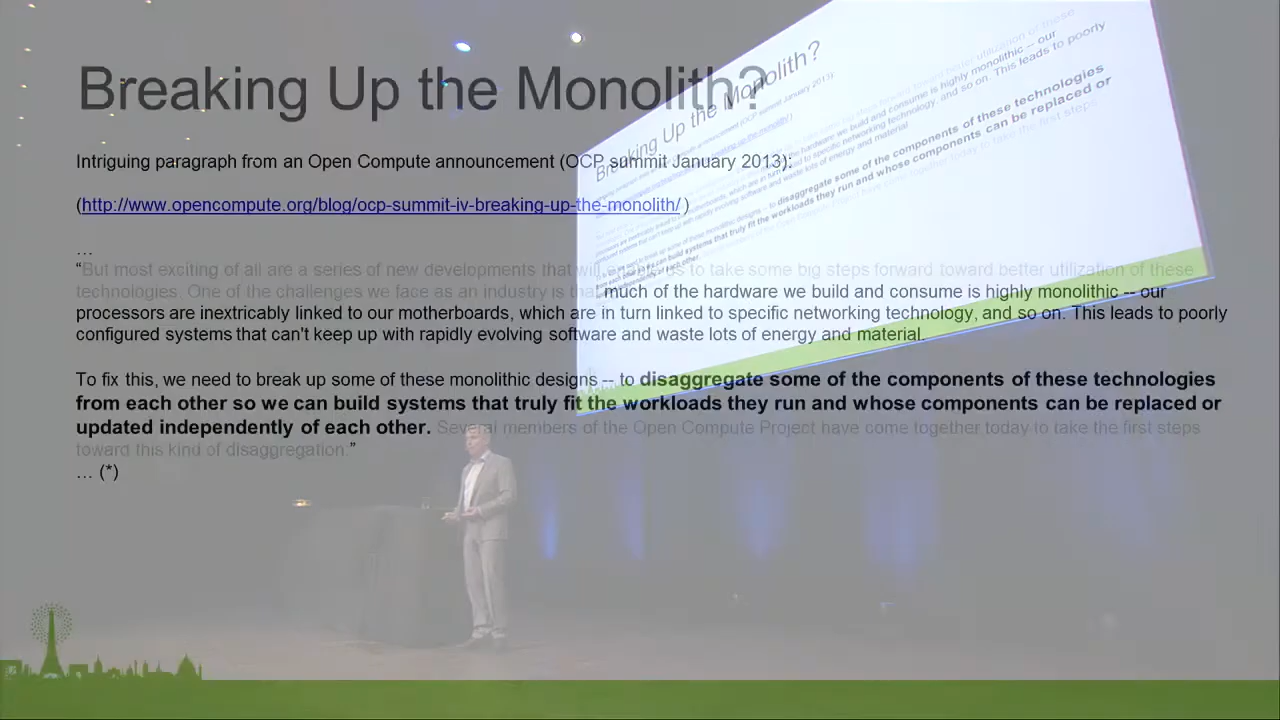 Breaking Up the Monolith?
Intriguing paragraph from an Open Compute announcement (OCP summit January 2013):
(http://www.opencompute.org/blog/ocp-summit-iv-breaking-up-the-monolith/)
...
“But most exciting of all are a series of new developments that will enable us to take some big steps forward toward better utilization of these
technologies. One of the challenges we face as an industry is that much of the hardware we build and consume is highly monolithic -- our
processors are inextricably linked to our motherboards, which are in turn linked to specific networking technology, and so on. This leads to poorly
configured systems that can't keep up with rapidly evolving software and waste lots of energy and material.
To fix this, we need to break up some of these monolithic designs -- to disaggregate some of the components of these technologies
from each other so we can build systems that truly fit the workloads they run and whose components can be replaced or
updated independently of each other. Several members of the Open Compute Project have come together today to take the first steps
toward this kind of disaggregation.”
... (*)
Breaking Up the Monolith?